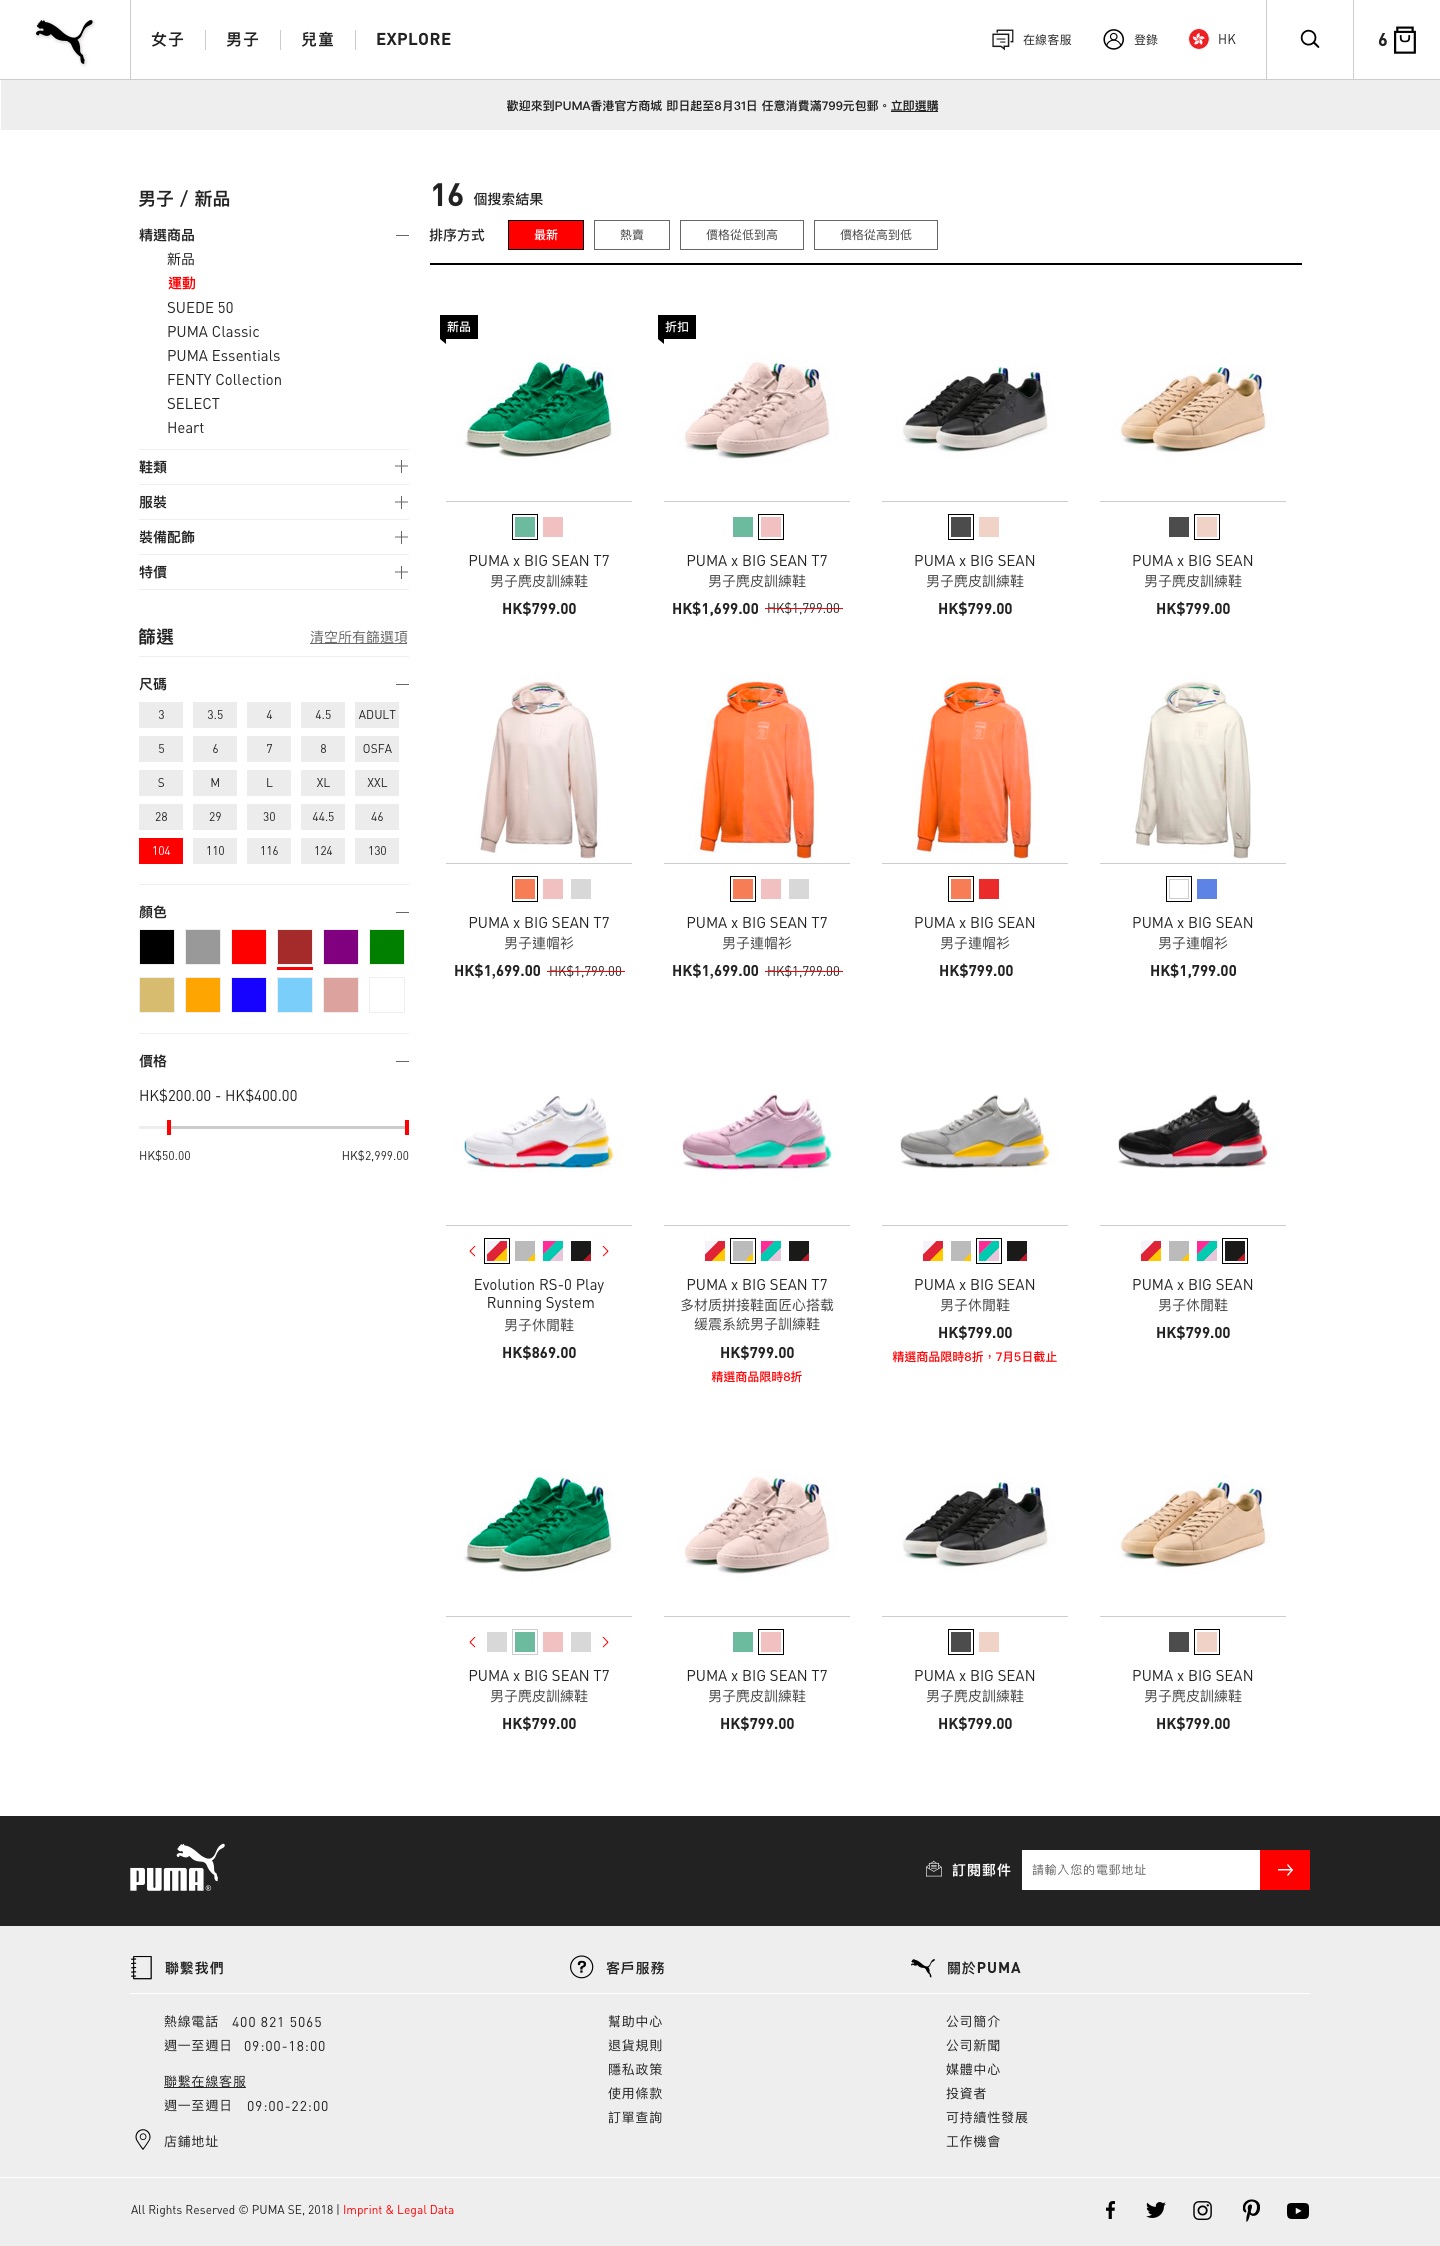 女子
男子
兒童
EXPLORE
在線客服
登錄
HK
6
歡迎來到PUMA香港官方商城 即日起至8月31日 任意消費滿799元包郵。立即選購
男子 / 新品
精選商品
新品
運動
SUEDE 50
PUMA Classic
PUMA Essentials
FENTY Collection
SELECT
Heart
鞋類
服裝
裝備配飾
特價
篩選 清空所有篩選項
尺碼
3 3.5 4 4.5 ADULT
5 6 7 8 OSFA
S M L XL XXL
28 29 30 44.5 46
104 110 116 124 130
顏色
價格
HK$200.00 - HK$400.00
HK$50.00 HK$2,999.00
16 個搜索結果
排序方式 最新 熱賣 價格從低到高 價格從高到低
新品
PUMA x BIG SEAN T7
男子麂皮訓練鞋
HK$799.00
折扣
PUMA x BIG SEAN T7
男子麂皮訓練鞋
HK$1,699.00 HK$1,799.00
PUMA x BIG SEAN
男子麂皮訓練鞋
HK$799.00
PUMA x BIG SEAN
男子麂皮訓練鞋
HK$799.00
PUMA x BIG SEAN T7
男子連帽衫
HK$1,699.00 HK$1,799.00
PUMA x BIG SEAN T7
男子連帽衫
HK$1,699.00 HK$1,799.00
PUMA x BIG SEAN
男子連帽衫
HK$799.00
PUMA x BIG SEAN
男子連帽衫
HK$1,799.00
Evolution RS-0 Play
Running System
男子休閒鞋
HK$869.00
PUMA x BIG SEAN T7
多材质拼接鞋面匠心搭载
缓震系統男子訓練鞋
HK$799.00
精選商品限時8折
PUMA x BIG SEAN
男子休閒鞋
HK$799.00
精選商品限時8折，7月5日截止
PUMA x BIG SEAN
男子休閒鞋
HK$799.00
PUMA x BIG SEAN T7
男子麂皮訓練鞋
HK$799.00
PUMA x BIG SEAN T7
男子麂皮訓練鞋
HK$799.00
PUMA x BIG SEAN
男子麂皮訓練鞋
HK$799.00
PUMA x BIG SEAN
男子麂皮訓練鞋
HK$799.00
PUMA®
訂閱郵件
請輸入您的電郵地址
聯繫我們
熱線電話 400 821 5065
週一至週日 09:00-18:00
聯繫在線客服
週一至週日 09:00-22:00
店鋪地址
客戶服務
幫助中心
退貨規則
隱私政策
使用條款
訂單查詢
關於PUMA
公司簡介
公司新聞
媒體中心
投資者
可持續性發展
工作機會
All Rights Reserved © PUMA SE, 2018 | Imprint & Legal Data